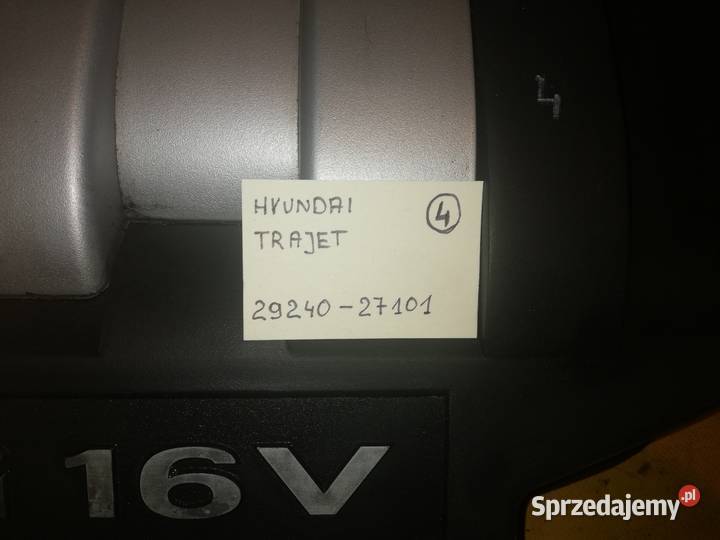 4
HYUNDAI 4
TRAJET
29240-27101
i 16V
Sprzedajemy.pl